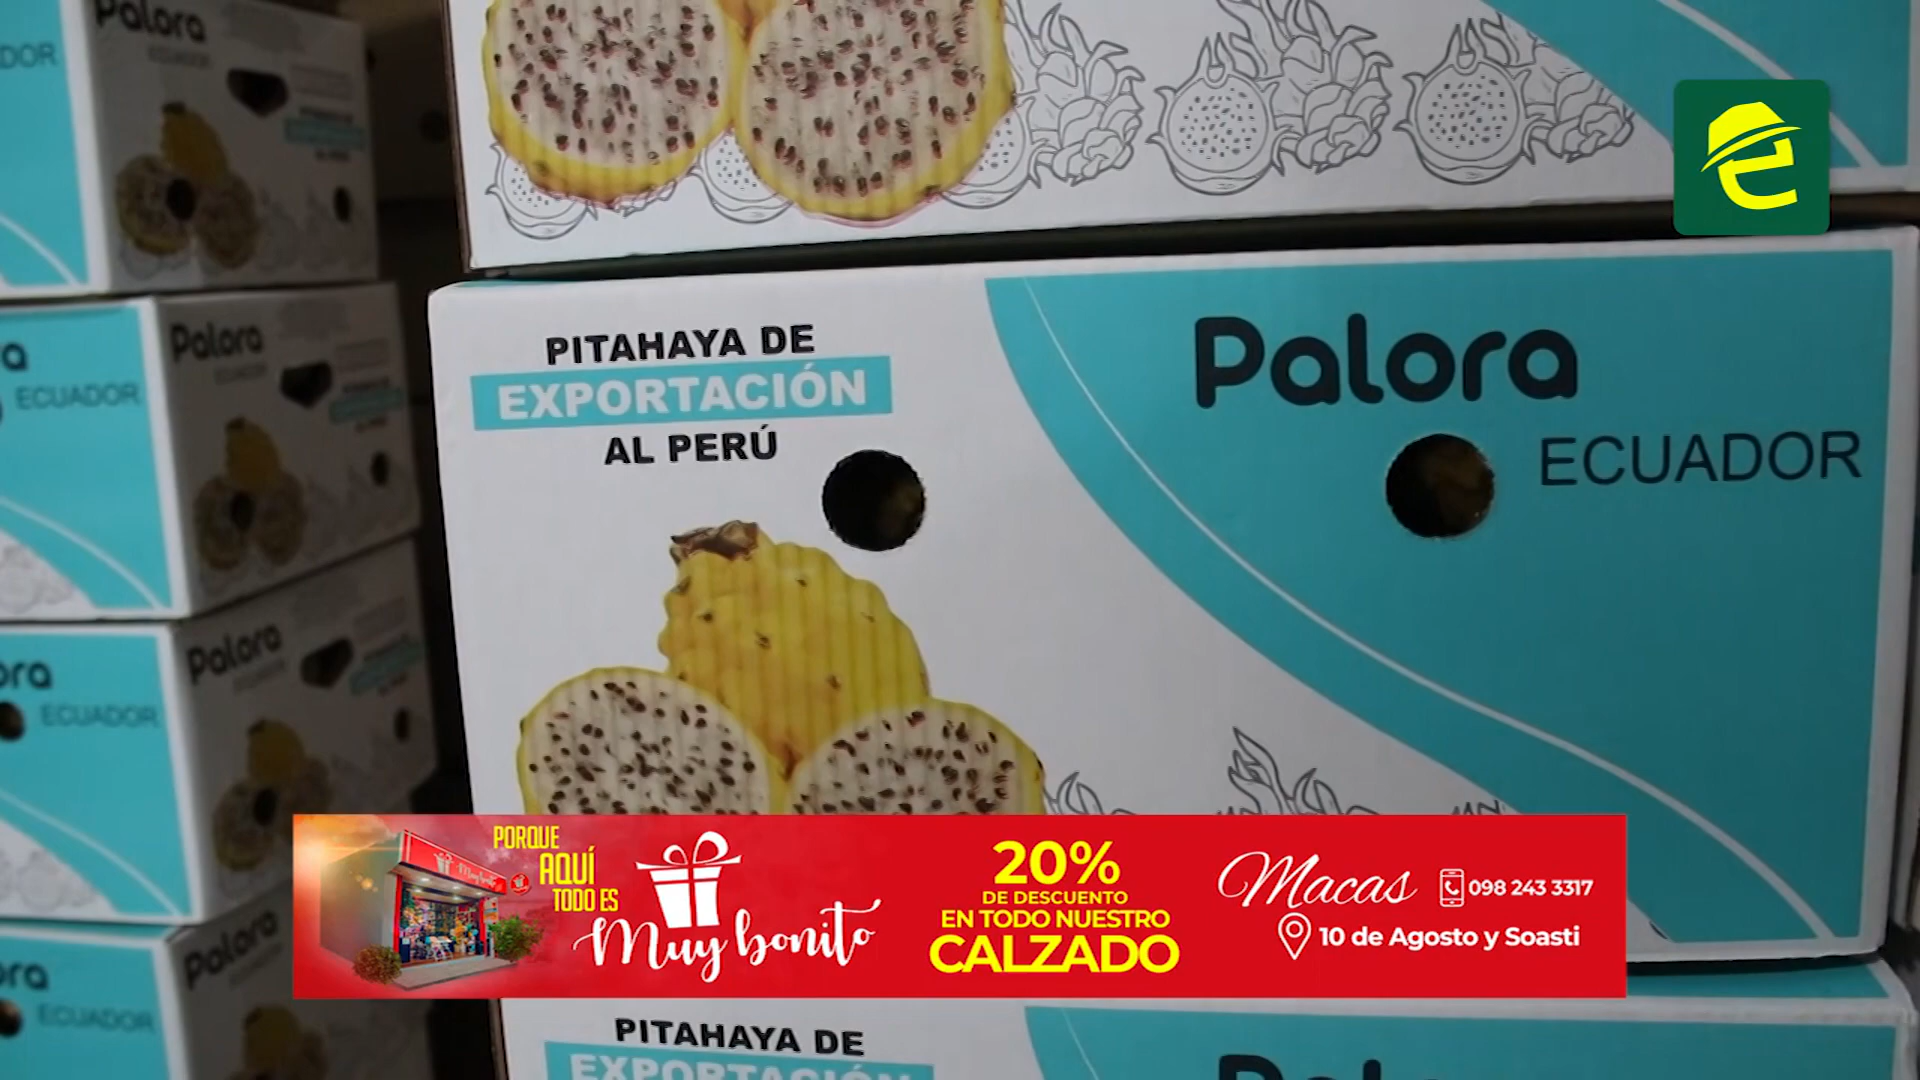 Palora
DOR
Palora
ECUADOR
ECUADOR
Palora
ECUADOR
Palora
ECUADOR
PITAHAYA DE
EXPORTACIÓN
AL PERÚ
Palora
ECUADOR
PORQUE
AQUÍ
TODO ES
Muy bonito
20%
DE DESCUENTO
EN TODO NUESTRO
CALZADO
Macas
098 243 3317
10 de Agosto y Soasti
PITAHAYA DE
EXPORTACIÓN